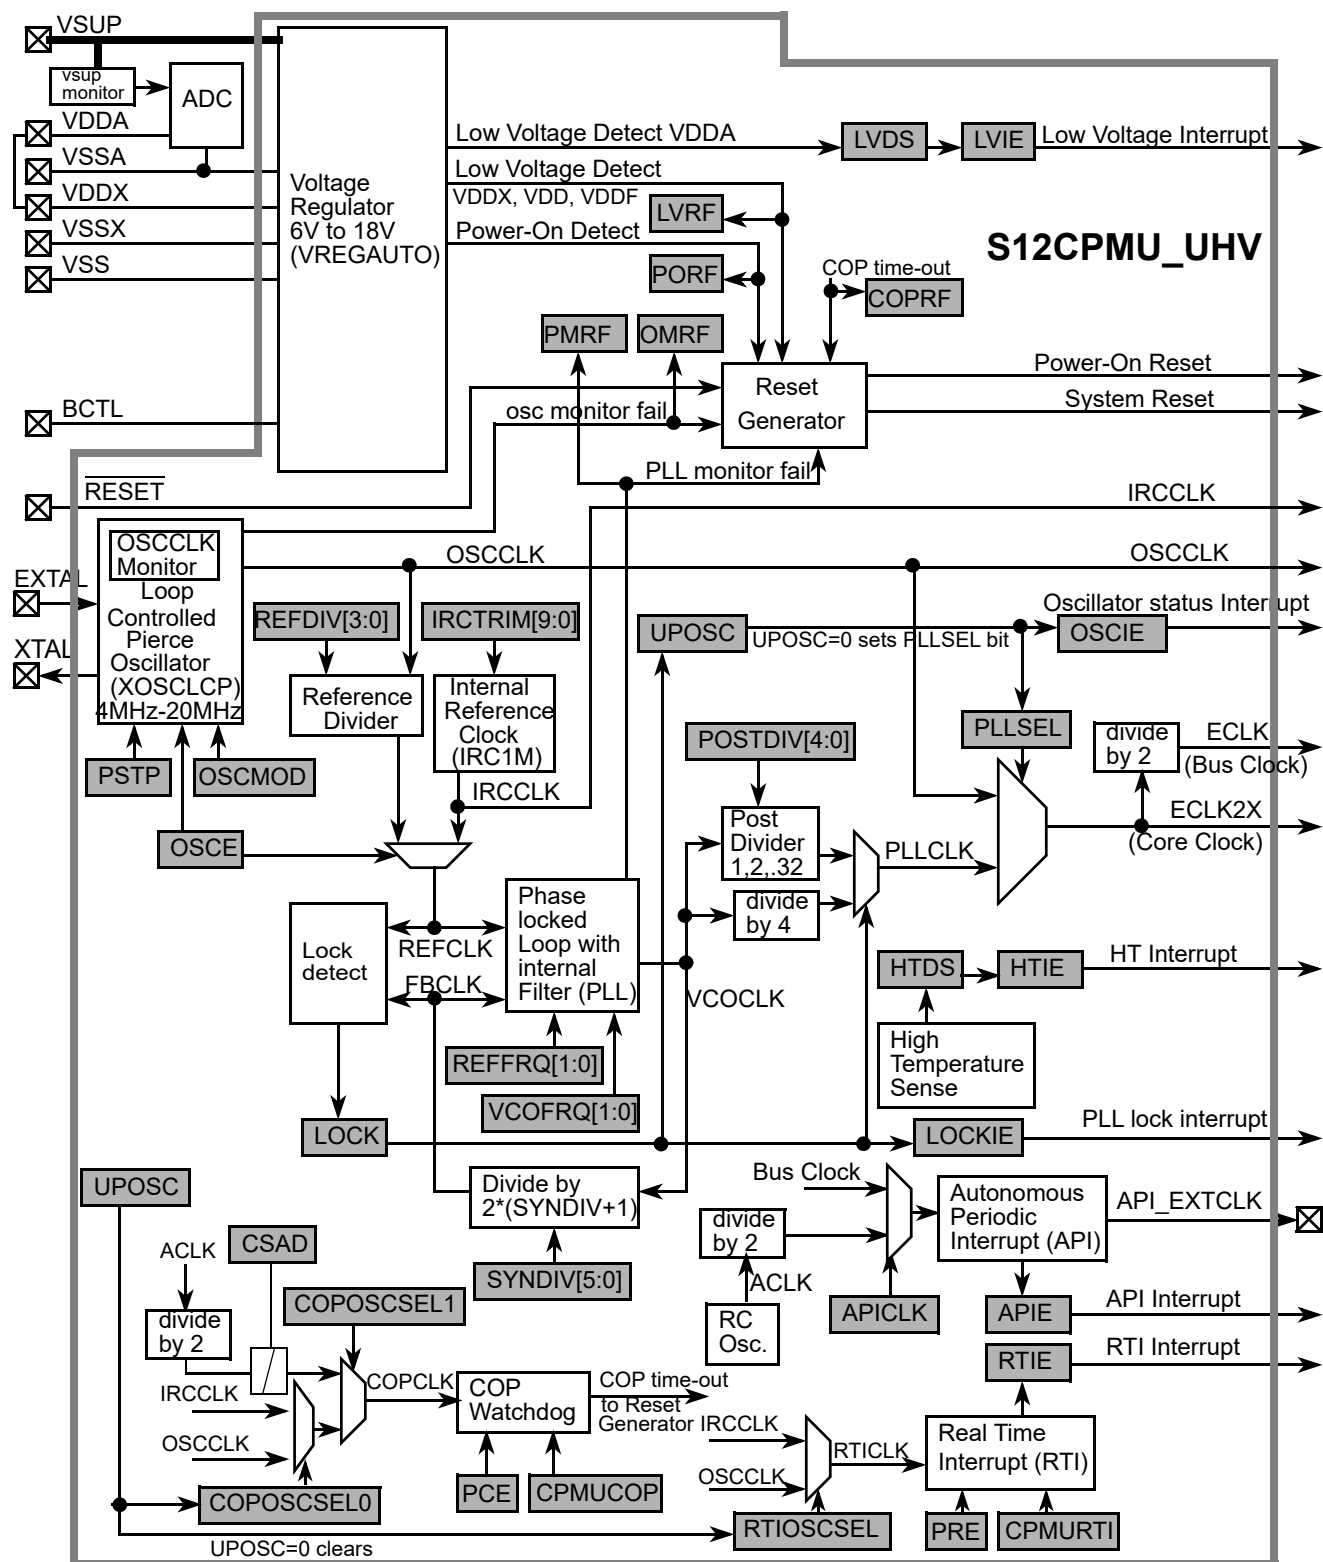 VSUP
vsup
monitor
ADC
VDDA
VSSA
VDDX
VSSX
VSS
BCTL
RESET
EXTAL
XTAL
Voltage
Regulator
6V to 18V
(VREGAUTO)
Low Voltage Detect VDDA
LVDS
LVIE
Low Voltage Interrupt
Low Voltage Detect
VDDX, VDD, VDDF
LVRF
Power-On Detect
PORF
S12CPMU_UHV
COP time-out
COPRF
PMRF
OMRF
Reset
Generator
Power-On Reset
System Reset
osc monitor fail
PLL monitor fail
IRCCLK
OSCCLK
Monitor
Loop
Controlled
Pierce
Oscillator
(XOSCLCP)
4MHz-20MHz
OSCCLK
OSCCLK
REFDIV[3:0]
IRCTRIM[9:0]
UPOSC
UPOSC=0 sets PLLSEL bit
Oscillator status Interrupt
OSCIE
Reference
Divider
Internal
Reference
Clock
(IRC1M)
PSTP
OSCMOD
OSCE
IRCCLK
POSTDIV[4:0]
PLLSEL
divide
by 2
ECLK
(Bus Clock)
ECLK2X
(Core Clock)
Post
Divider
1,2,.32
PLLCLK
divide
by 4
Phase
locked
Loop with
internal
Filter (PLL)
Lock
detect
REFCLK
FBCLK
VCOCLK
REFFRQ[1:0]
VCOFRQ[1:0]
HTDS
HTIE
HT Interrupt
High
Temperature
Sense
LOCK
LOCKIE
PLL lock interrupt
UPOSC
Divide by
2*(SYNDIV+1)
SYNDIV[5:0]
Bus Clock
divide
by 2
ACLK
RC
Osc.
APICLK
Autonomous
Periodic
Interrupt (API)
API_EXTCLK
APIE
API Interrupt
RTIE
RTI Interrupt
ACLK
CSAD
divide
by 2
COPOSCSEL1
IRCCLK
OSCCLK
COPCLK
COP
Watchdog
COP time-out
to Reset
Generator
COPOSCSEL0
PCE
CPMUCOP
IRCCLK
OSCCLK
RTICLK
Real Time
Interrupt (RTI)
RTIOSCSEL
PRE
CPMURTI
UPOSC=0 clears